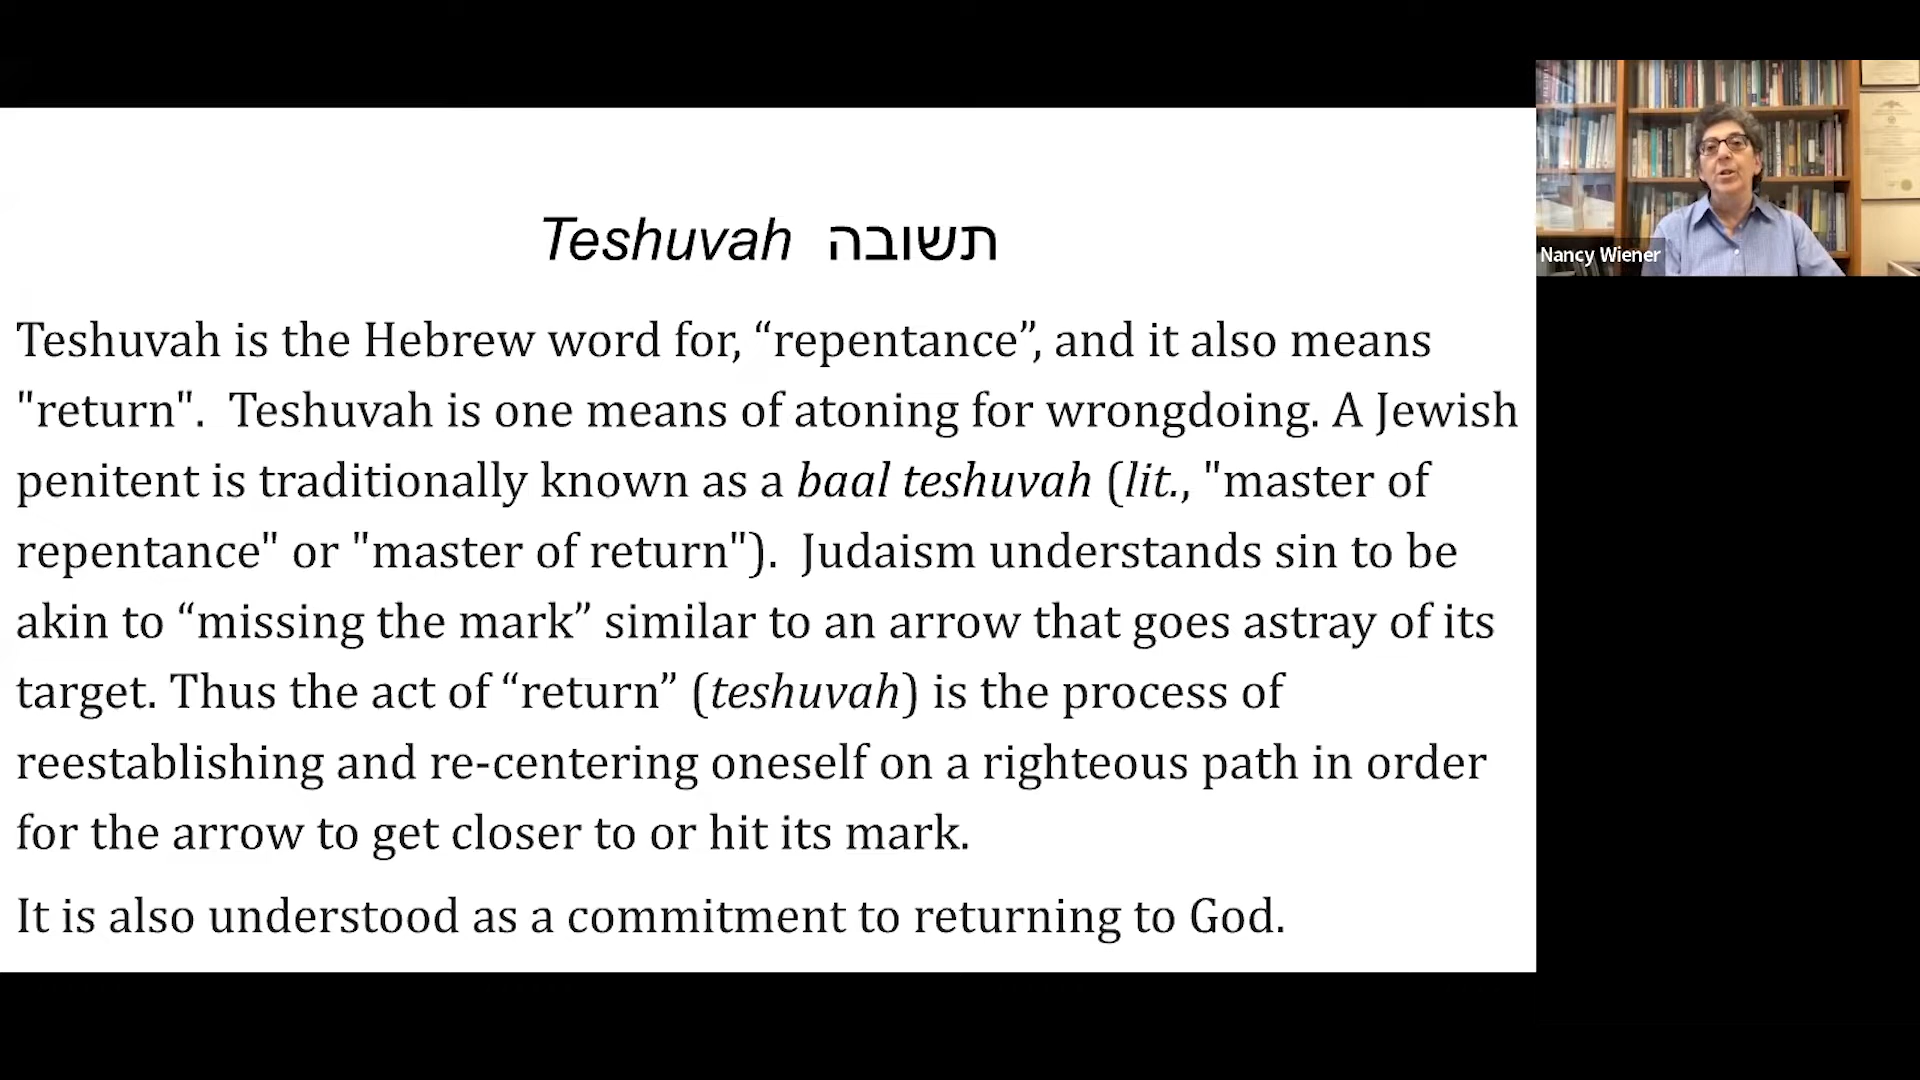 Teshuvah תשובה
Teshuvah is the Hebrew word for, “repentance”, and it also means
"return".  Teshuvah is one means of atoning for wrongdoing. A Jewish
penitent is traditionally known as a baal teshuvah (lit., "master of
repentance" or "master of return").  Judaism understands sin to be
akin to “missing the mark” similar to an arrow that goes astray of its
target. Thus the act of “return” (teshuvah) is the process of
reestablishing and re-centering oneself on a righteous path in order
for the arrow to get closer to or hit its mark.
It is also understood as a commitment to returning to God.
Nancy Wiener